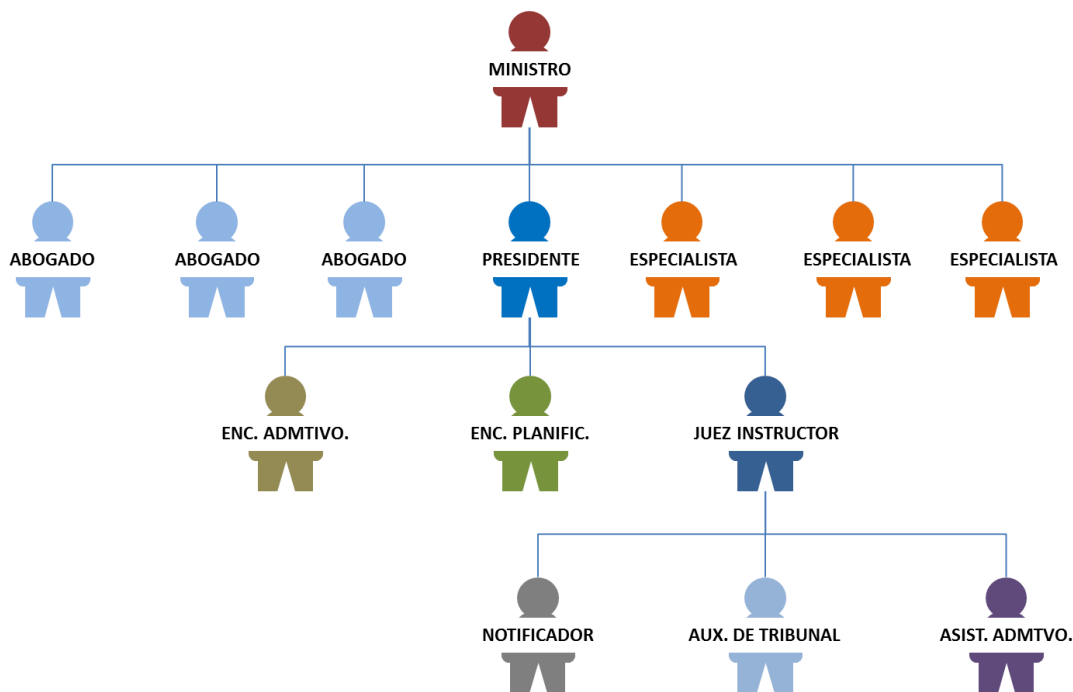 MINISTRO
ABOGADO ABOGADO ABOGADO PRESIDENTE ESPECIALISTA ESPECIALISTA ESPECIALISTA
ENC. ADMTIVO. ENC. PLANIFIC. JUEZ INSTRUCTOR
NOTIFICADOR AUX. DE TRIBUNAL ASIST. ADMTVO.